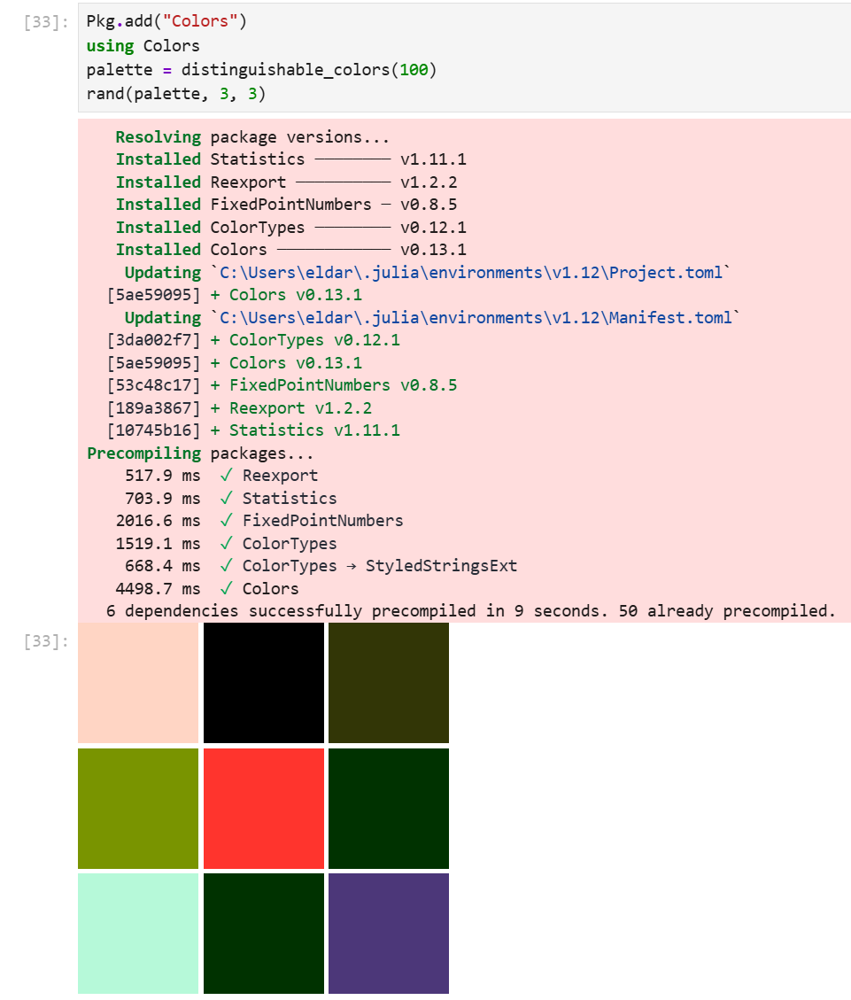 [33]: Pkg.add("Colors")
using Colors
palette = distinguishable_colors(100)
rand(palette, 3, 3)
Resolving package versions...
Installed Statistics ──────── v1.11.1
Installed Reexport ────────── v1.2.2
Installed FixedPointNumbers ─ v0.8.5
Installed ColorTypes ──────── v0.12.1
Installed Colors ──────────── v0.13.1
Updating `C:\Users\eldar\.julia\environments\v1.12\Project.toml`
[5ae59095] + Colors v0.13.1
Updating `C:\Users\eldar\.julia\environments\v1.12\Manifest.toml`
[3da002f7] + ColorTypes v0.12.1
[5ae59095] + Colors v0.13.1
[53c48c17] + FixedPointNumbers v0.8.5
[189a3867] + Reexport v1.2.2
[10745b16] + Statistics v1.11.1
Precompiling packages...
517.9 ms ✓ Reexport
703.9 ms ✓ Statistics
2016.6 ms ✓ FixedPointNumbers
1519.1 ms ✓ ColorTypes
668.4 ms ✓ ColorTypes → StyledStringsExt
4498.7 ms ✓ Colors
6 dependencies successfully precompiled in 9 seconds. 50 already precompiled.
[33]: